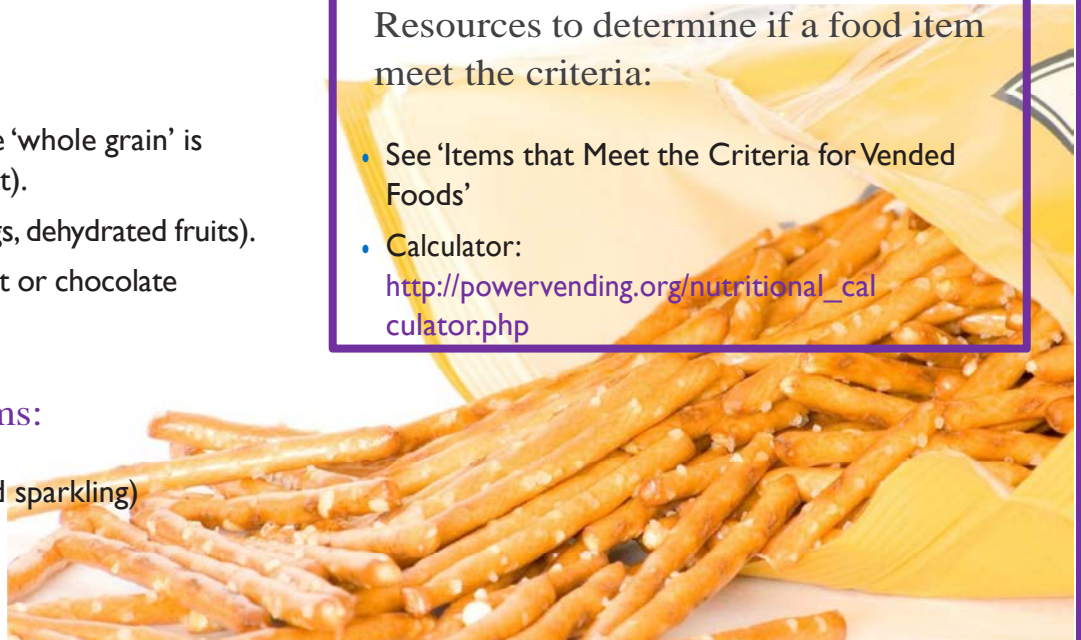 e ‘whole grain’ is
t).
gs, dehydrated fruits).
t or chocolate
ms:
d sparkling)
Resources to determine if a food item
meet the criteria:
• See ‘Items that Meet the Criteria for Vended
Foods’
• Calculator:
http://powervending.org/nutritional_cal
culator.php